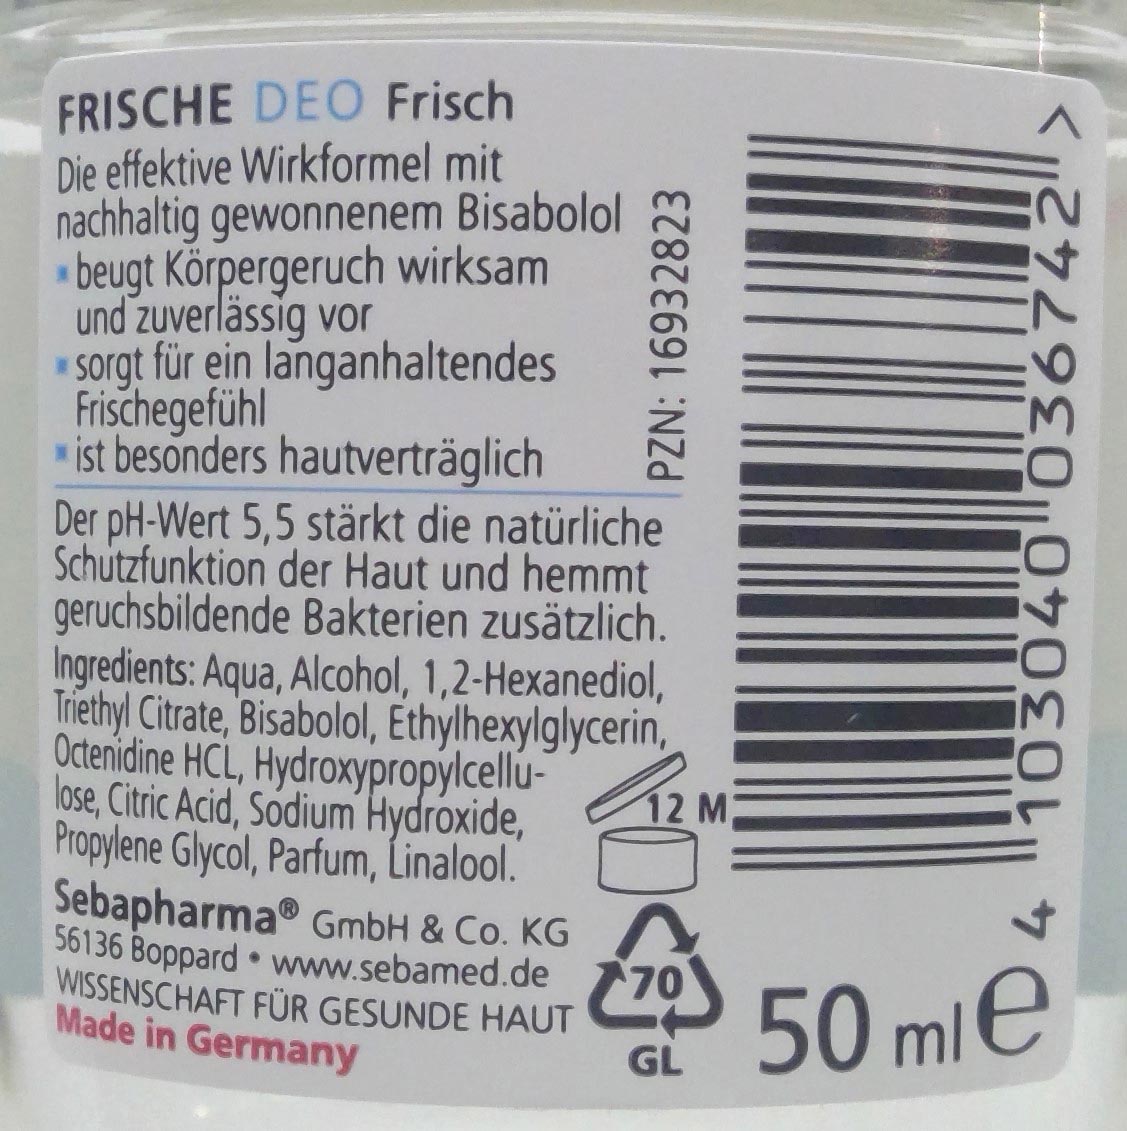 FRISCHE DEO Frisch
Die effektive Wirkformel mit
nachhaltig gewonnenem Bisabolol
▪ beugt Körpergeruch wirksam
und zuverlässig vor
▪ sorgt für ein langanhaltendes
Frischegefühl
▪ ist besonders hautverträglich
PZN: 16932823
Der pH-Wert 5,5 stärkt die natürliche
Schutzfunktion der Haut und hemmt
geruchsbildende Bakterien zusätzlich.
Ingredients: Aqua, Alcohol, 1,2-Hexanediol,
Triethyl Citrate, Bisabolol, Ethylhexylglycerin,
Octenidine HCL, Hydroxypropylcellu-
lose, Citric Acid, Sodium Hydroxide,
Propylene Glycol, Parfum, Linalool.
12 M
Sebapharma® GmbH & Co. KG
56136 Boppard • www.sebamed.de
WISSENSCHAFT FÜR GESUNDE HAUT
Made in Germany
70
GL
50 ml e
4 103040 036742 >